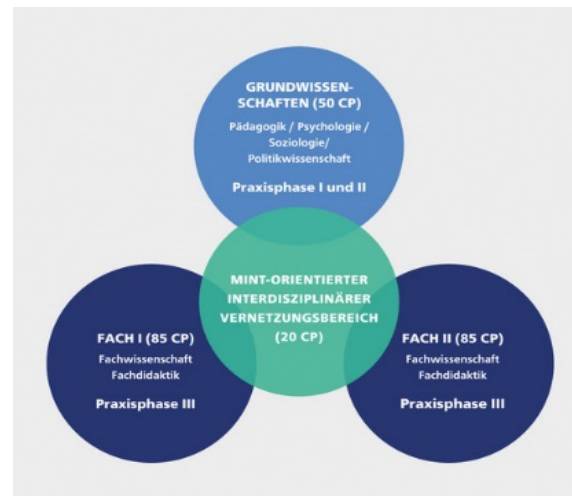 GRUNDWISSEN-
SCHAFTEN (50 CP)
Pädagogik / Psychologie /
Soziologie/
Politikwissenschaft
Praxisphase I und II
MINT-ORIENTIERTER
INTERDISZIPLINÄRER
VERNETZUNGSBEREICH
(20 CP)
FACH I (85 CP)
Fachwissenschaft
Fachdidaktik
Praxisphase III
FACH II (85 CP)
Fachwissenschaft
Fachdidaktik
Praxisphase III